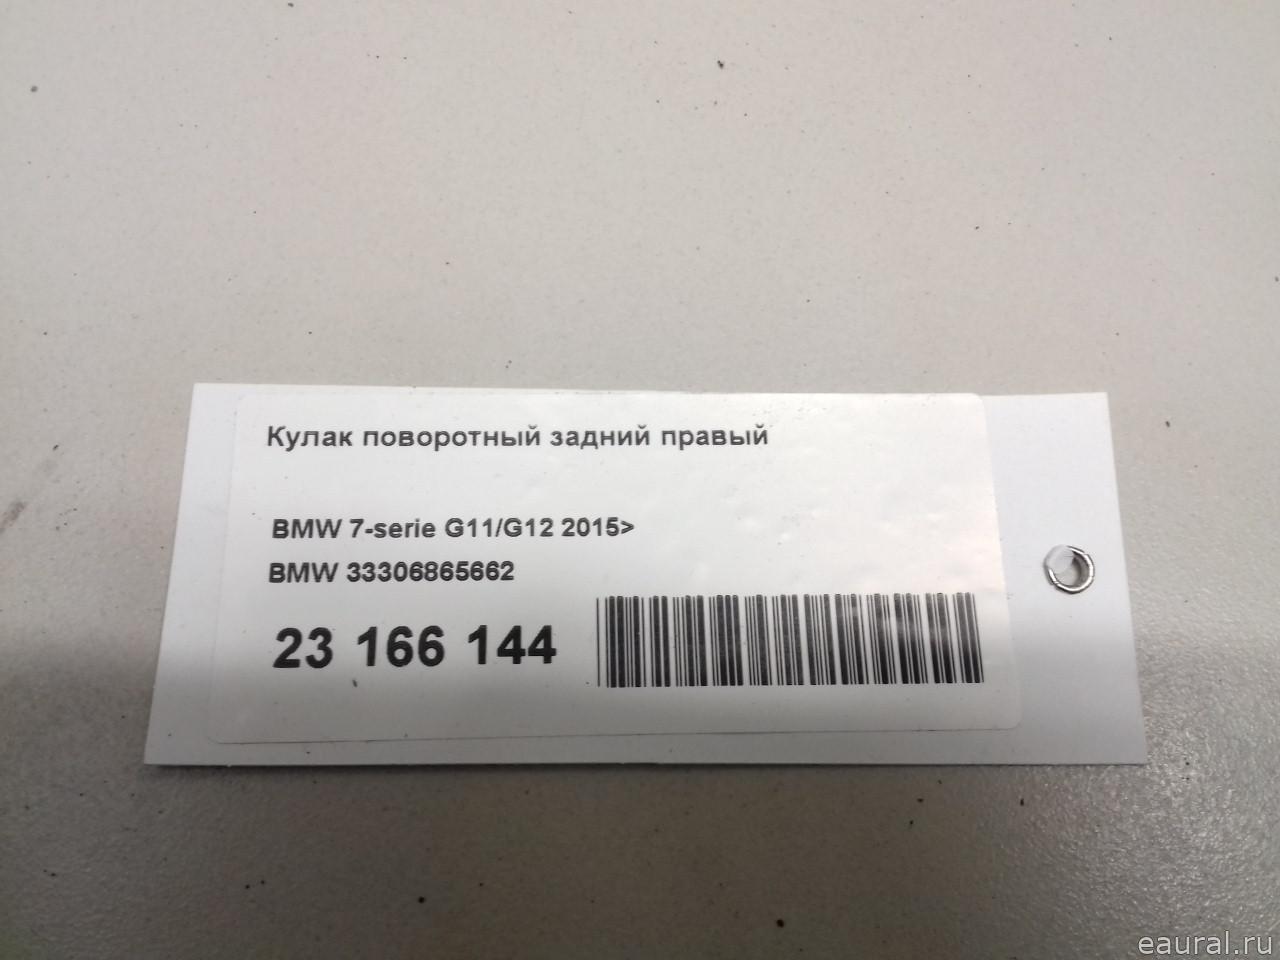 Кулак поворотный задний правый
BMW 7-serie G11/G12 2015>
BMW 33306865662
23 166 144
eaural.ru